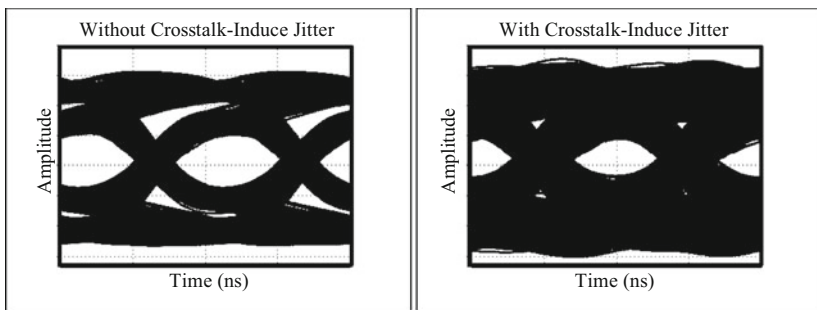 Without Crosstalk-Induce Jitter
Amplitude
Time (ns)
With Crosstalk-Induce Jitter
Amplitude
Time (ns)